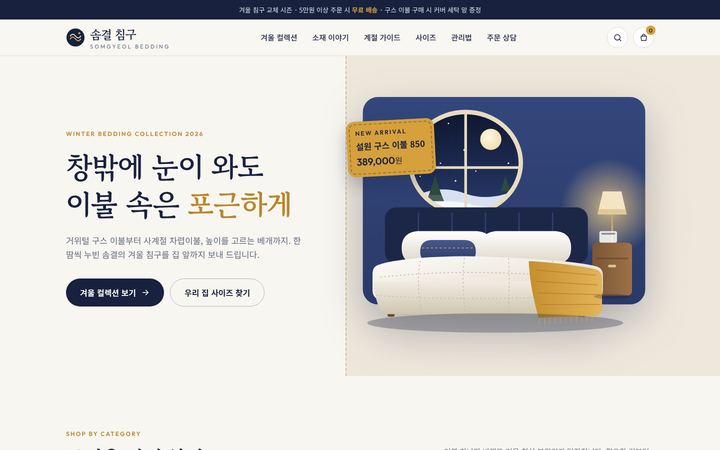 겨울 침구 교체 시즌 · 5만원 이상 주문 시 무료 배송 · 구스 이불 구매 시 커버 세탁 망 증정
솜결 침구
SOMGYEOL BEDDING
겨울 컬렉션
소재 이야기
계절 가이드
사이즈
관리법
주문 상담
0
WINTER BEDDING COLLECTION 2026
창밖에 눈이 와도
이불 속은 포근하게
거위털 구스 이불부터 사계절 차렵이불, 높이를 고르는 베개까지. 한
땀씩 누빈 솜결의 겨울 침구를 집 앞까지 보내 드립니다.
겨울 컬렉션 보기 →
우리 집 사이즈 찾기
NEW ARRIVAL
설원 구스 이불 850
389,000원
SHOP BY CATEGORY